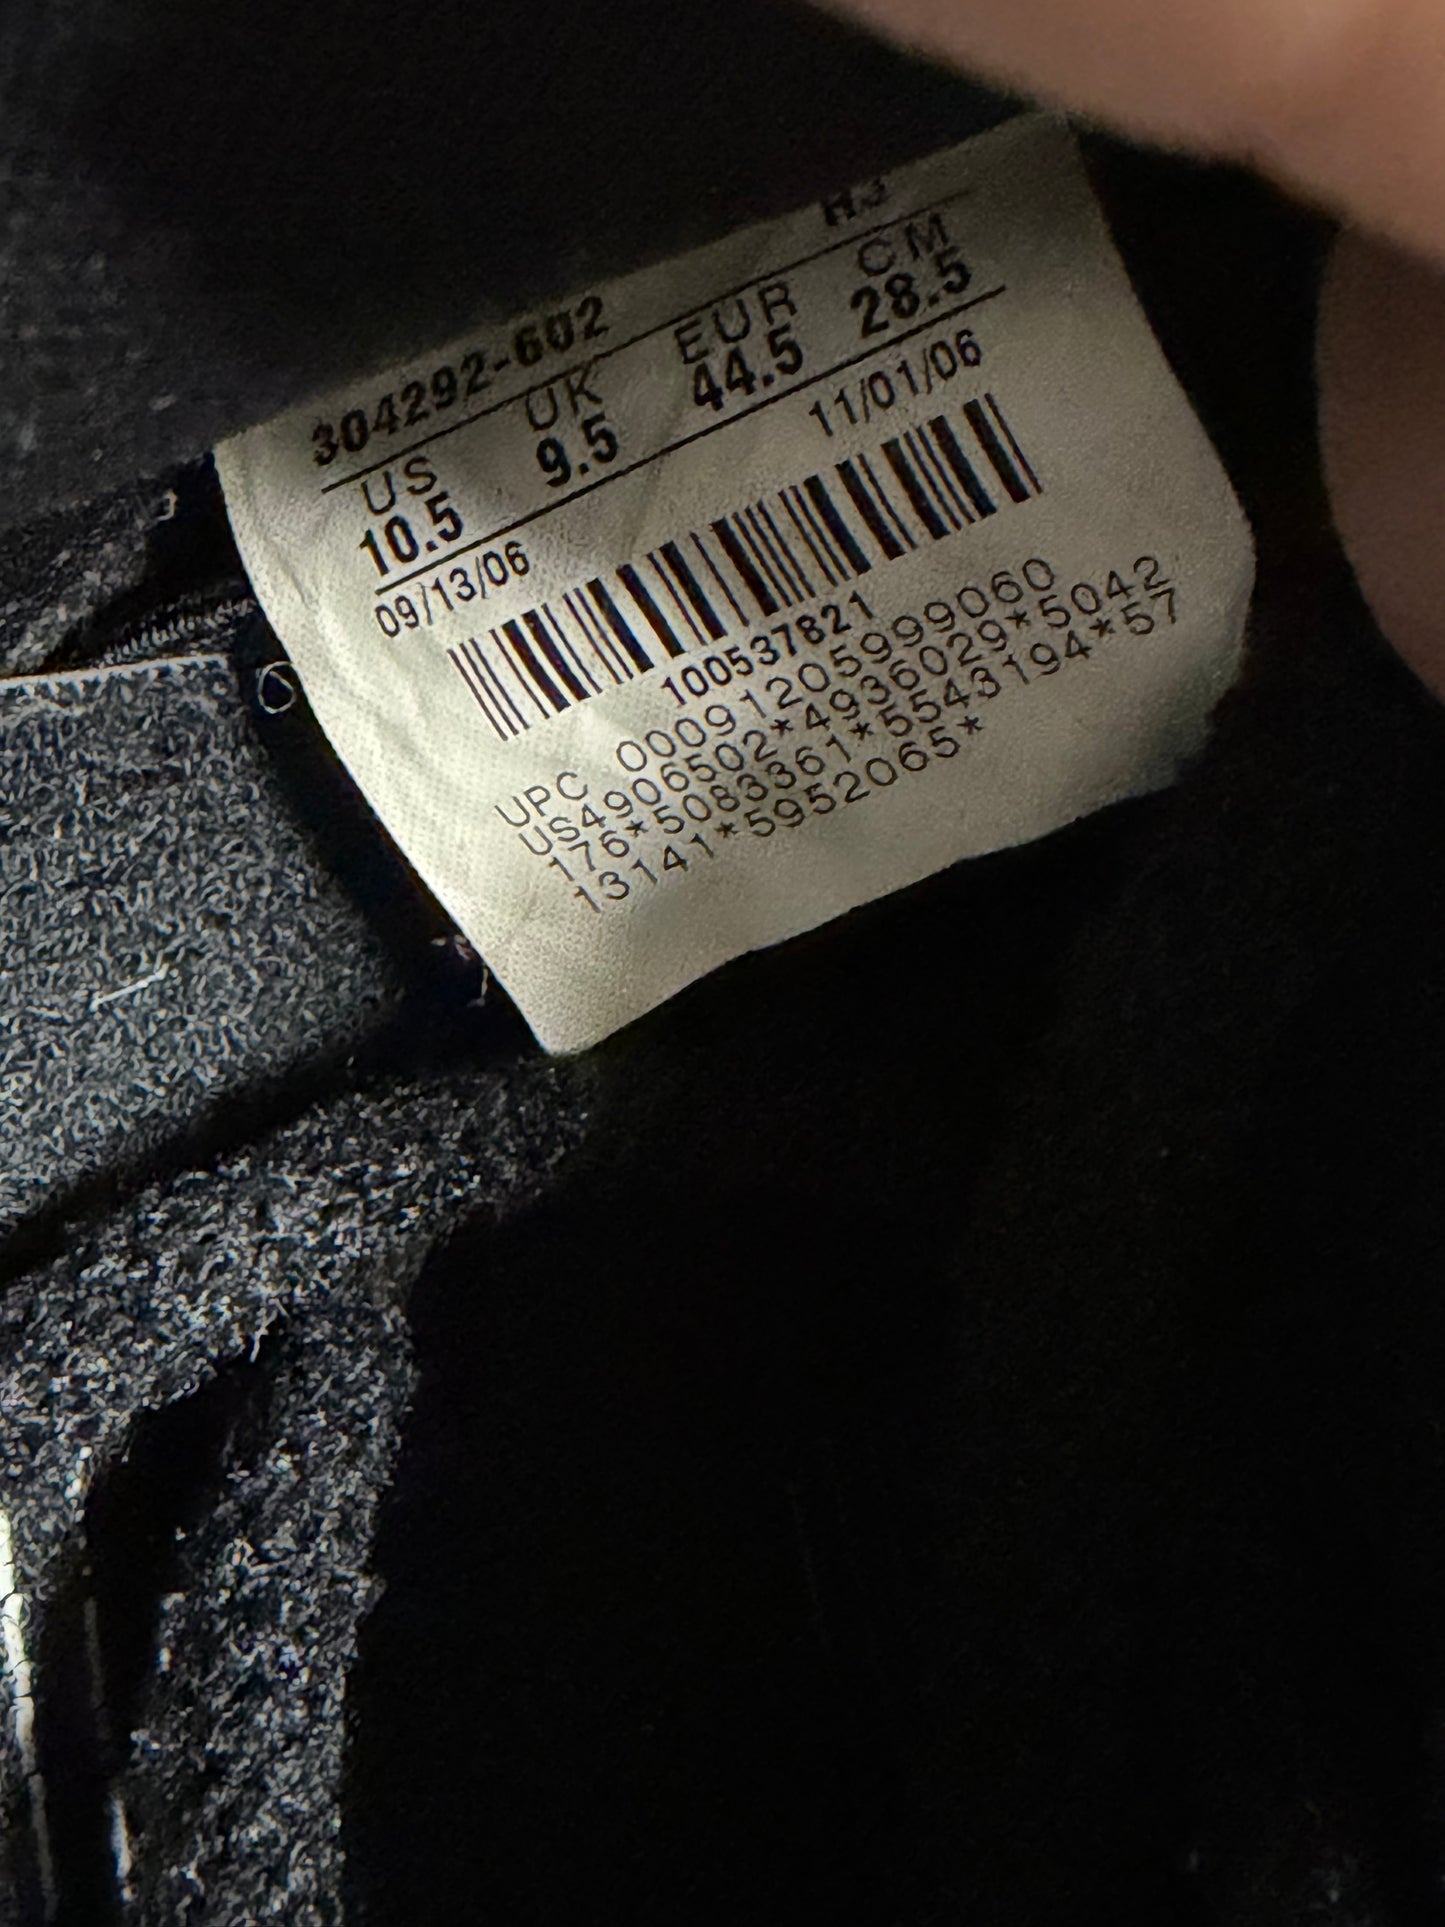 304292-602
US UK EUR CM
10.5 9.5 44.5 28.5
09/13/06 11/01/06
100537821
UPC 00091205999060
US4906502*4936029*5042
176*5083361*5543194*57
13141*5952065*